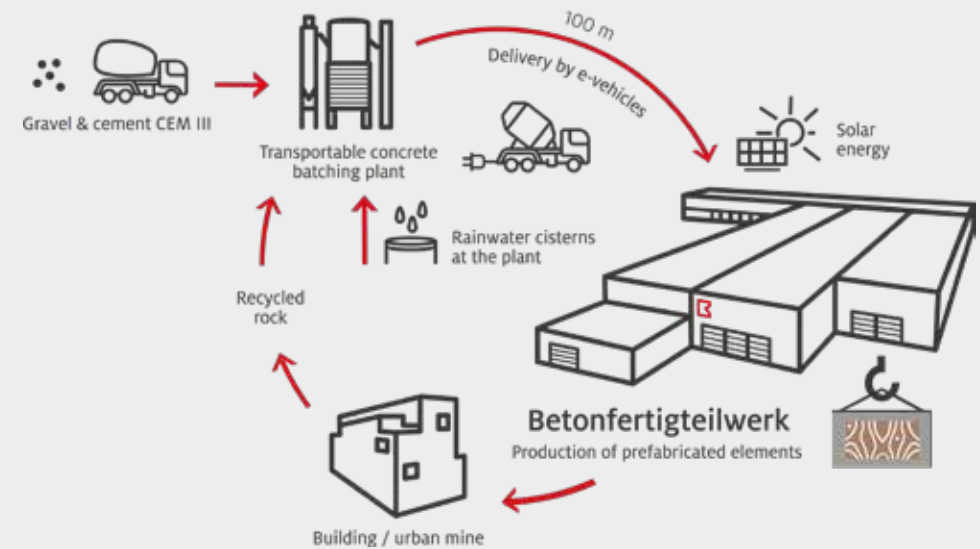 100 m
Delivery by e-vehicles
Gravel & cement CEM III
Transportable concrete
batching plant
Solar
energy
Rainwater cisterns
at the plant
Recycled
rock
Betonfertigteilwerk
Production of prefabricated elements
Building / urban mine